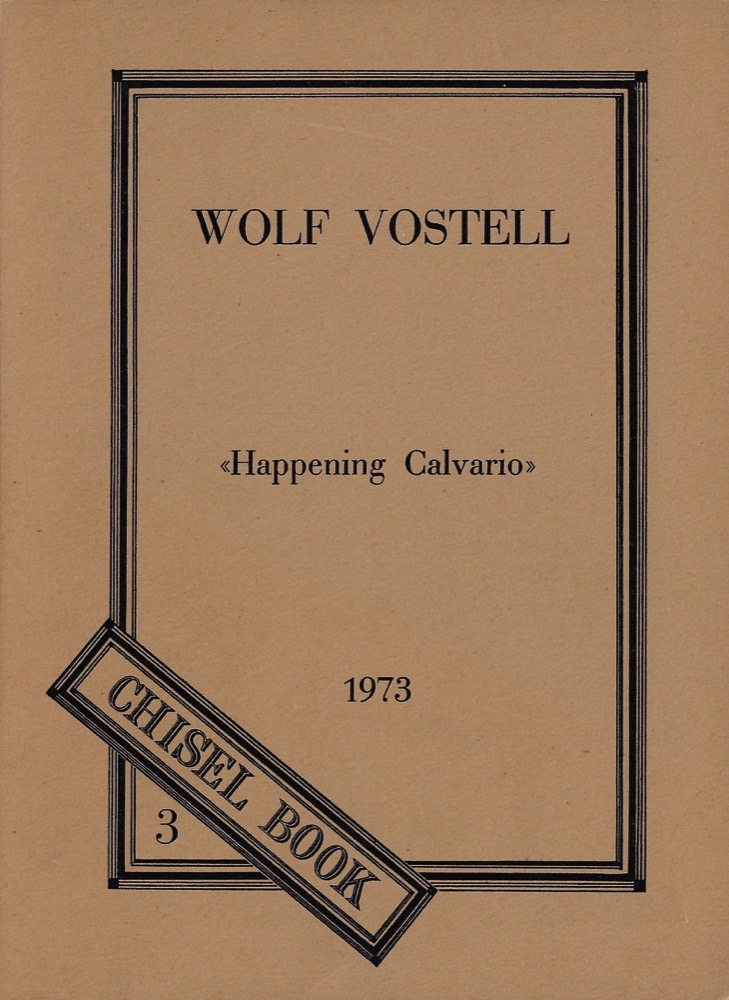 WOLF VOSTELL
«Happening Calvario»
1973
CHISEL BOOK
3